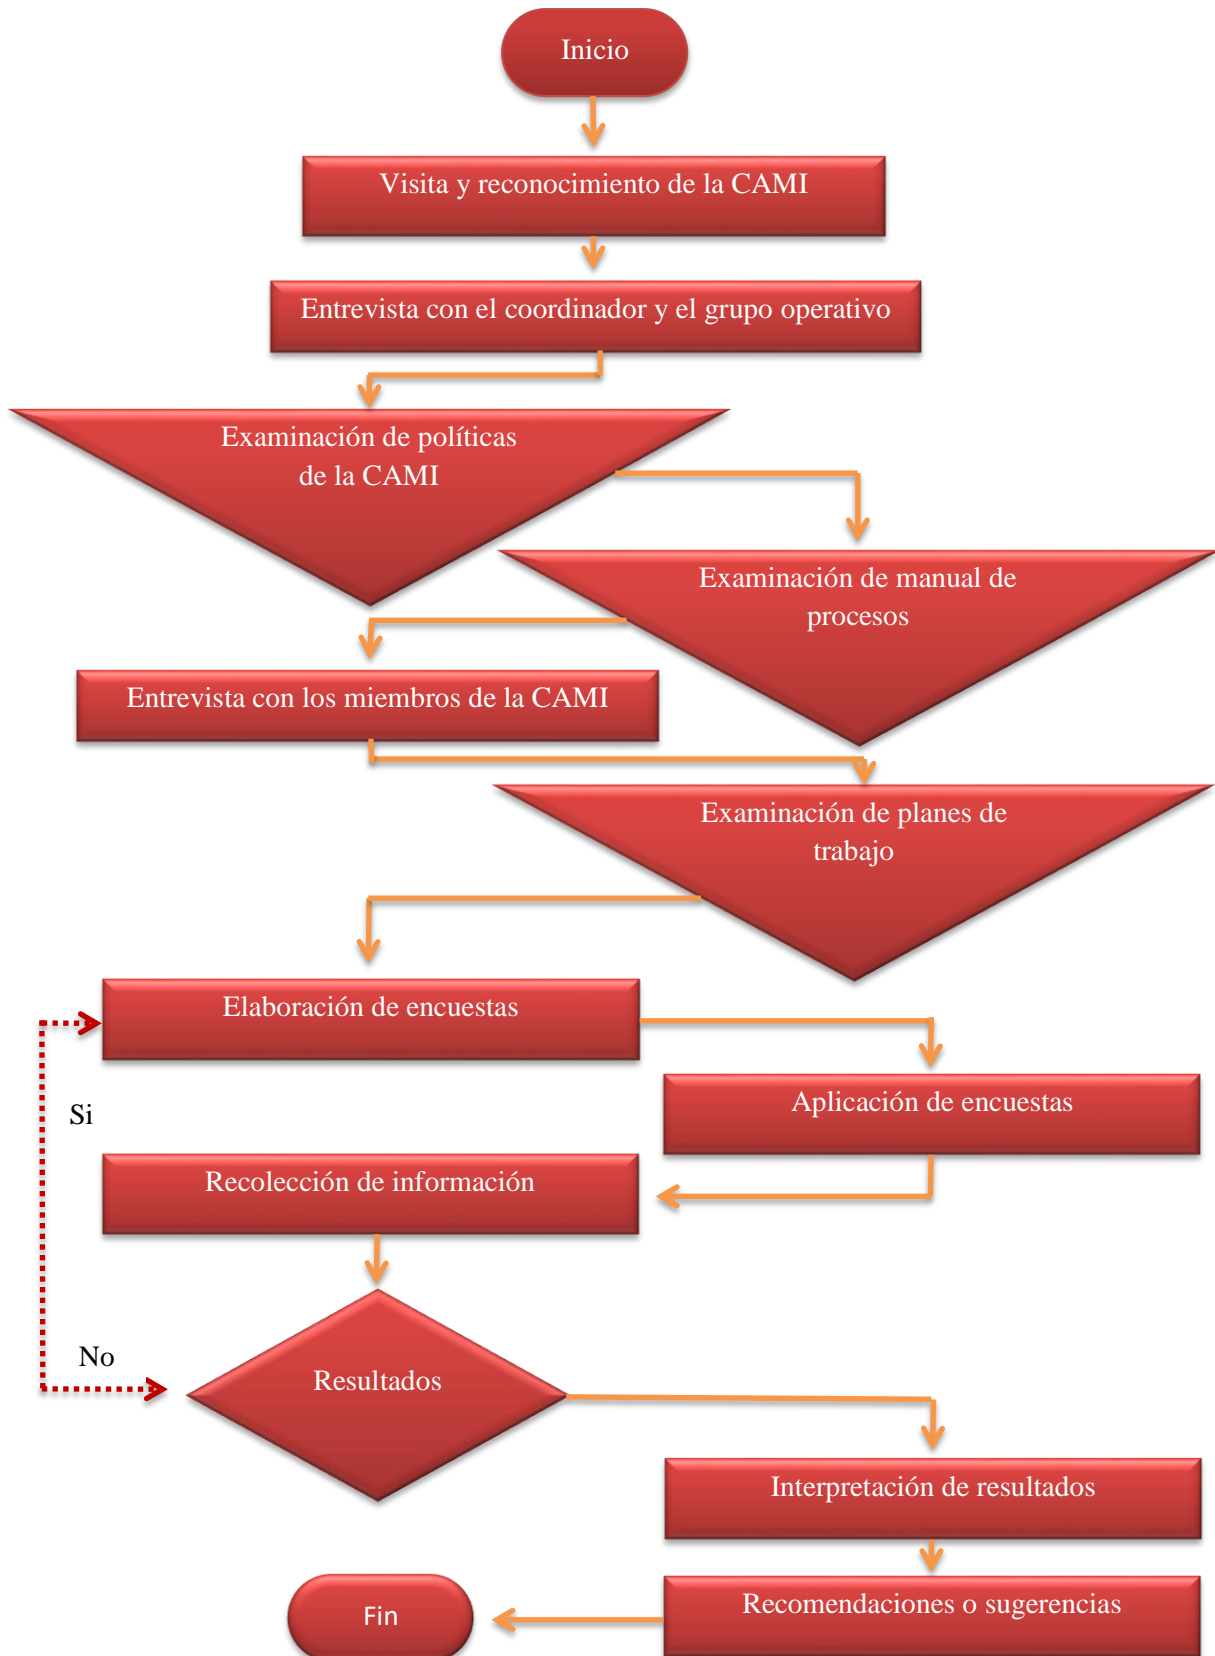 Inicio
Visita y reconocimiento de la CAMI
Entrevista con el coordinador y el grupo operativo
Examinación de políticas
de la CAMI
Examinación de manual de
procesos
Entrevista con los miembros de la CAMI
Examinación de planes de
trabajo
Elaboración de encuestas
Aplicación de encuestas
Si
Recolección de información
No
Resultados
Interpretación de resultados
Recomendaciones o sugerencias
Fin